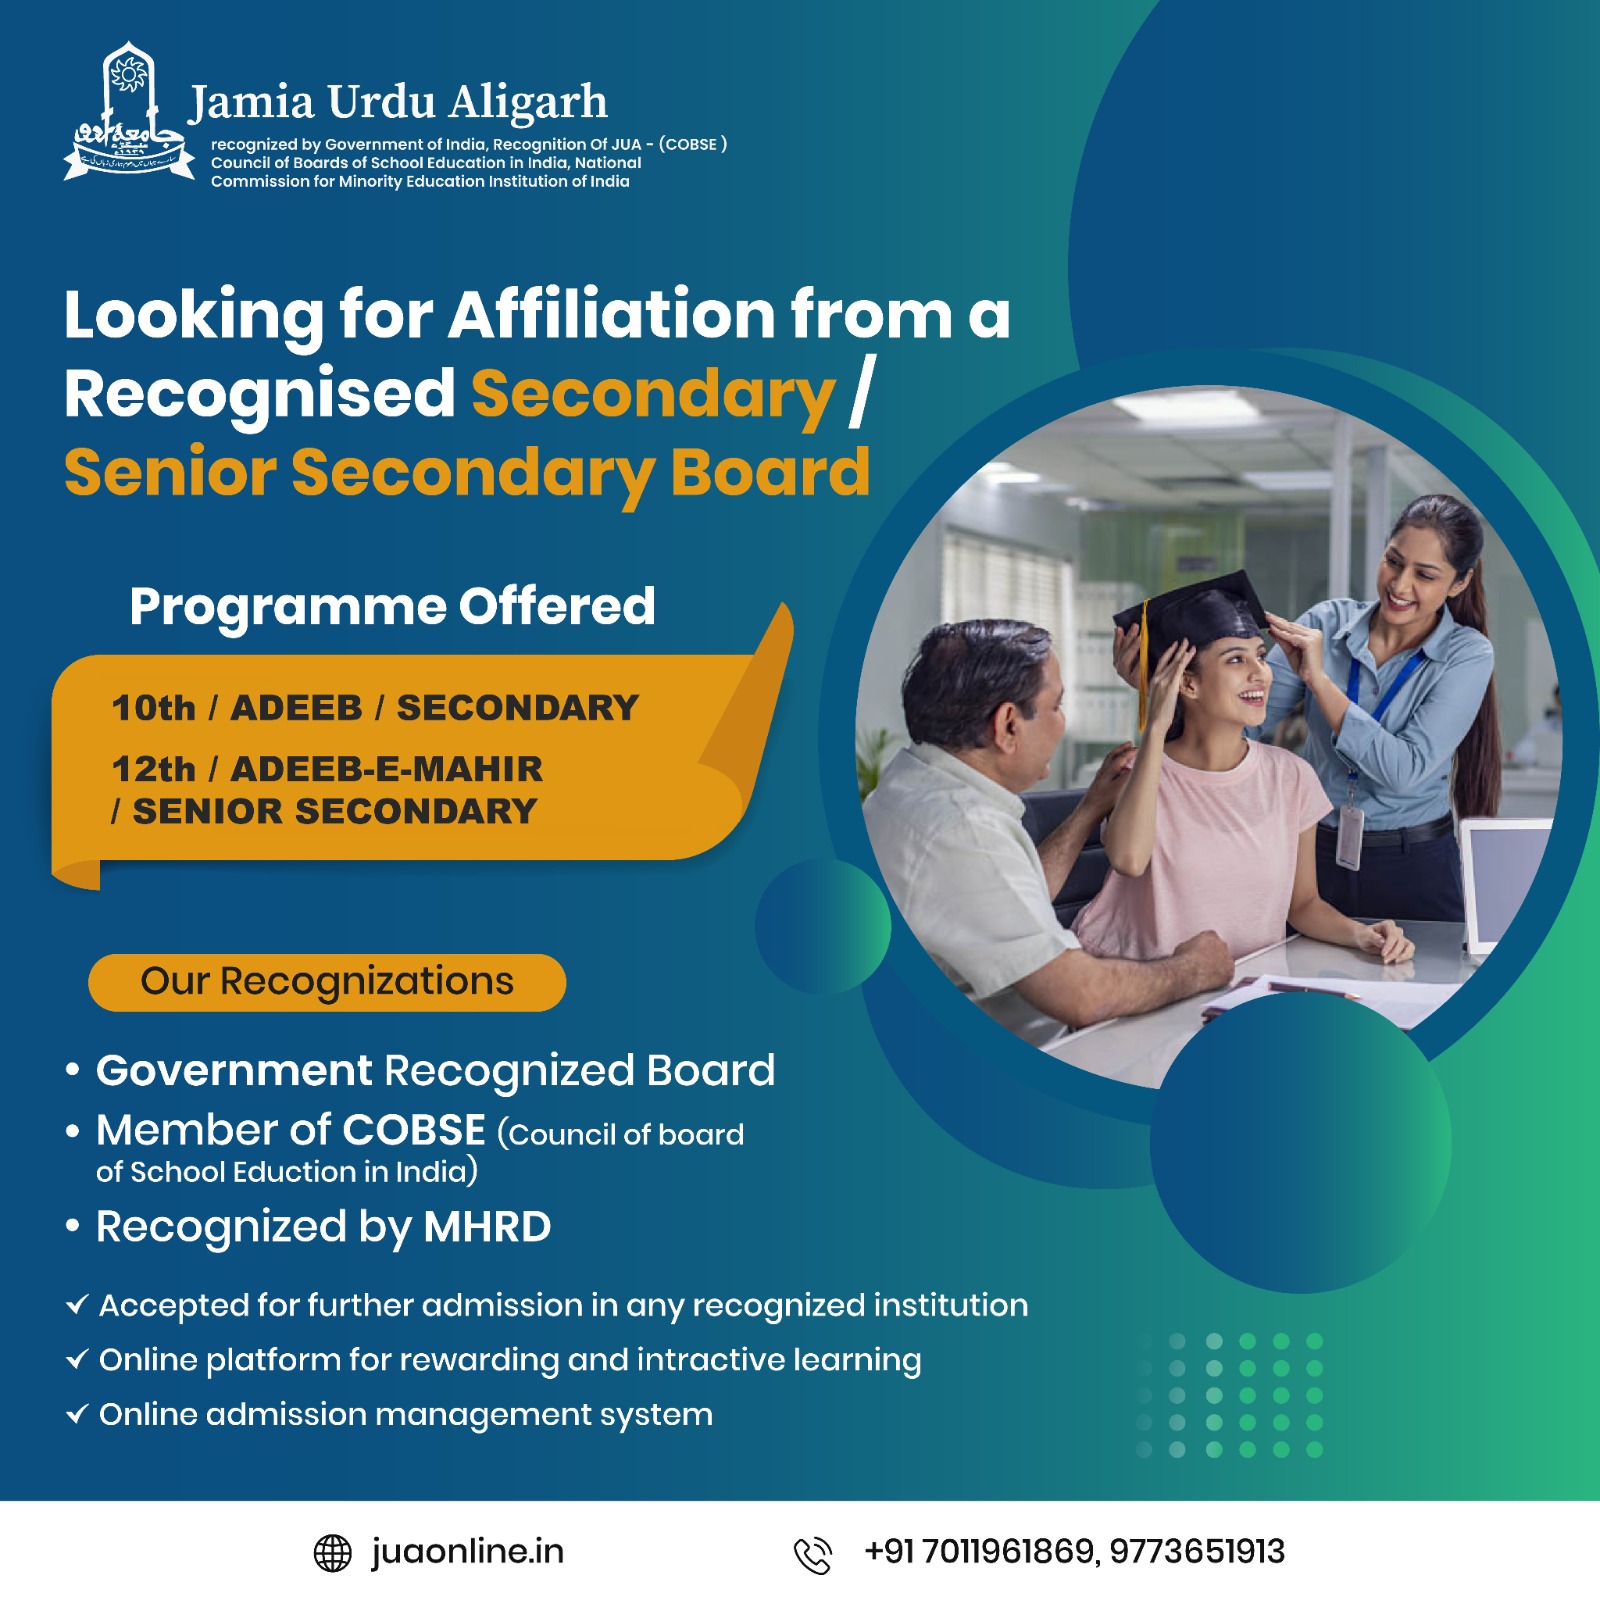 جامعہ اردو
Jamia Urdu Aligarh
recognized by Government of India, Recognition Of JUA - (COBSE )
Council of Boards of School Education in India, National
Commission for Minority Education Institution of India
Looking for Affiliation from a
Recognised Secondary /
Senior Secondary Board
Programme Offered
10th / ADEEB / SECONDARY
12th / ADEEB-E-MAHIR
/ SENIOR SECONDARY
Our Recognizations
• Government Recognized Board
• Member of COBSE (Council of board
of School Eduction in India)
• Recognized by MHRD
✓ Accepted for further admission in any recognized institution
✓ Online platform for rewarding and intractive learning
✓ Online admission management system
juaonline.in
+91 7011961869, 9773651913